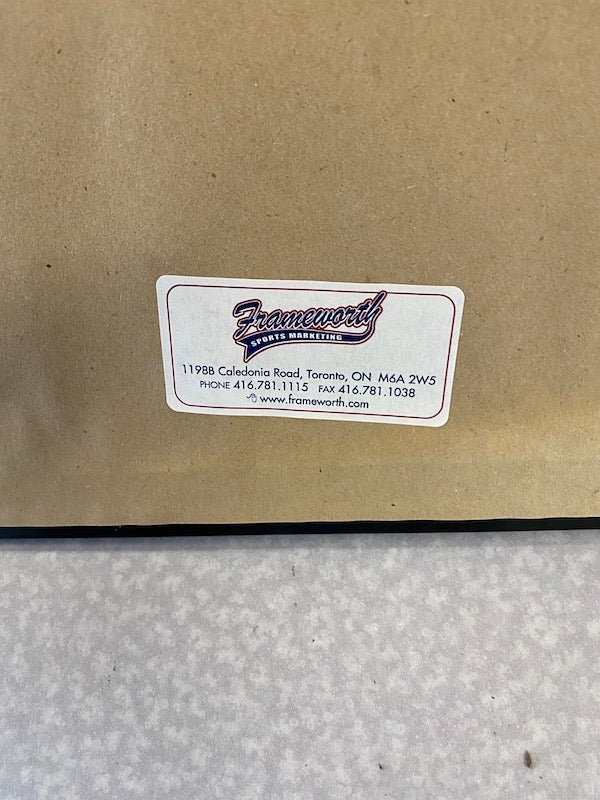 Frameworth
SPORTS MARKETING
1198B Caledonia Road, Toronto, ON M6A 2W5
PHONE 416.781.1115 FAX 416.781.1038
www.frameworth.com